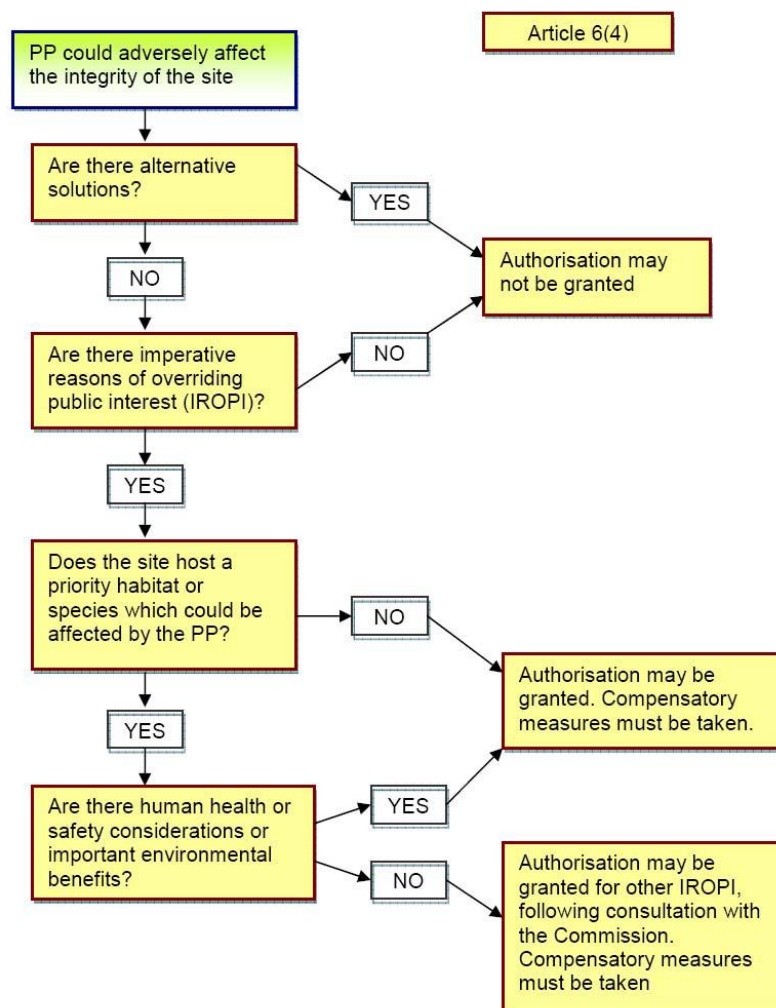 Article 6(4)
PP could adversely affect
the integrity of the site
Are there alternative
solutions?
YES
NO
Authorisation may
not be granted
Are there imperative
reasons of overriding
public interest (IROPI)?
NO
YES
Does the site host a
priority habitat or
species which could be
affected by the PP?
NO
YES
Authorisation may be
granted. Compensatory
measures must be taken.
Are there human health or
safety considerations or
important environmental
benefits?
YES
NO
Authorisation may be
granted for other IROPI,
following consultation with
the Commission.
Compensatory measures
must be taken